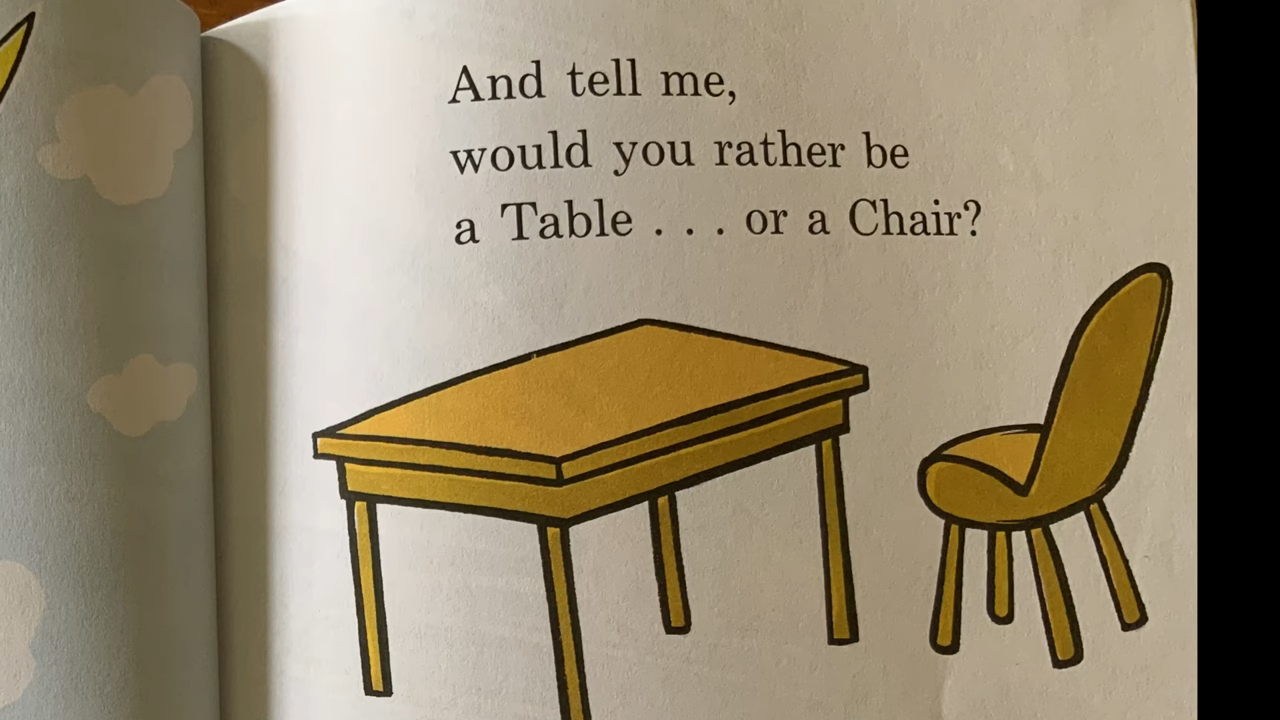 And tell me,
would you rather be
a Table . . . or a Chair?